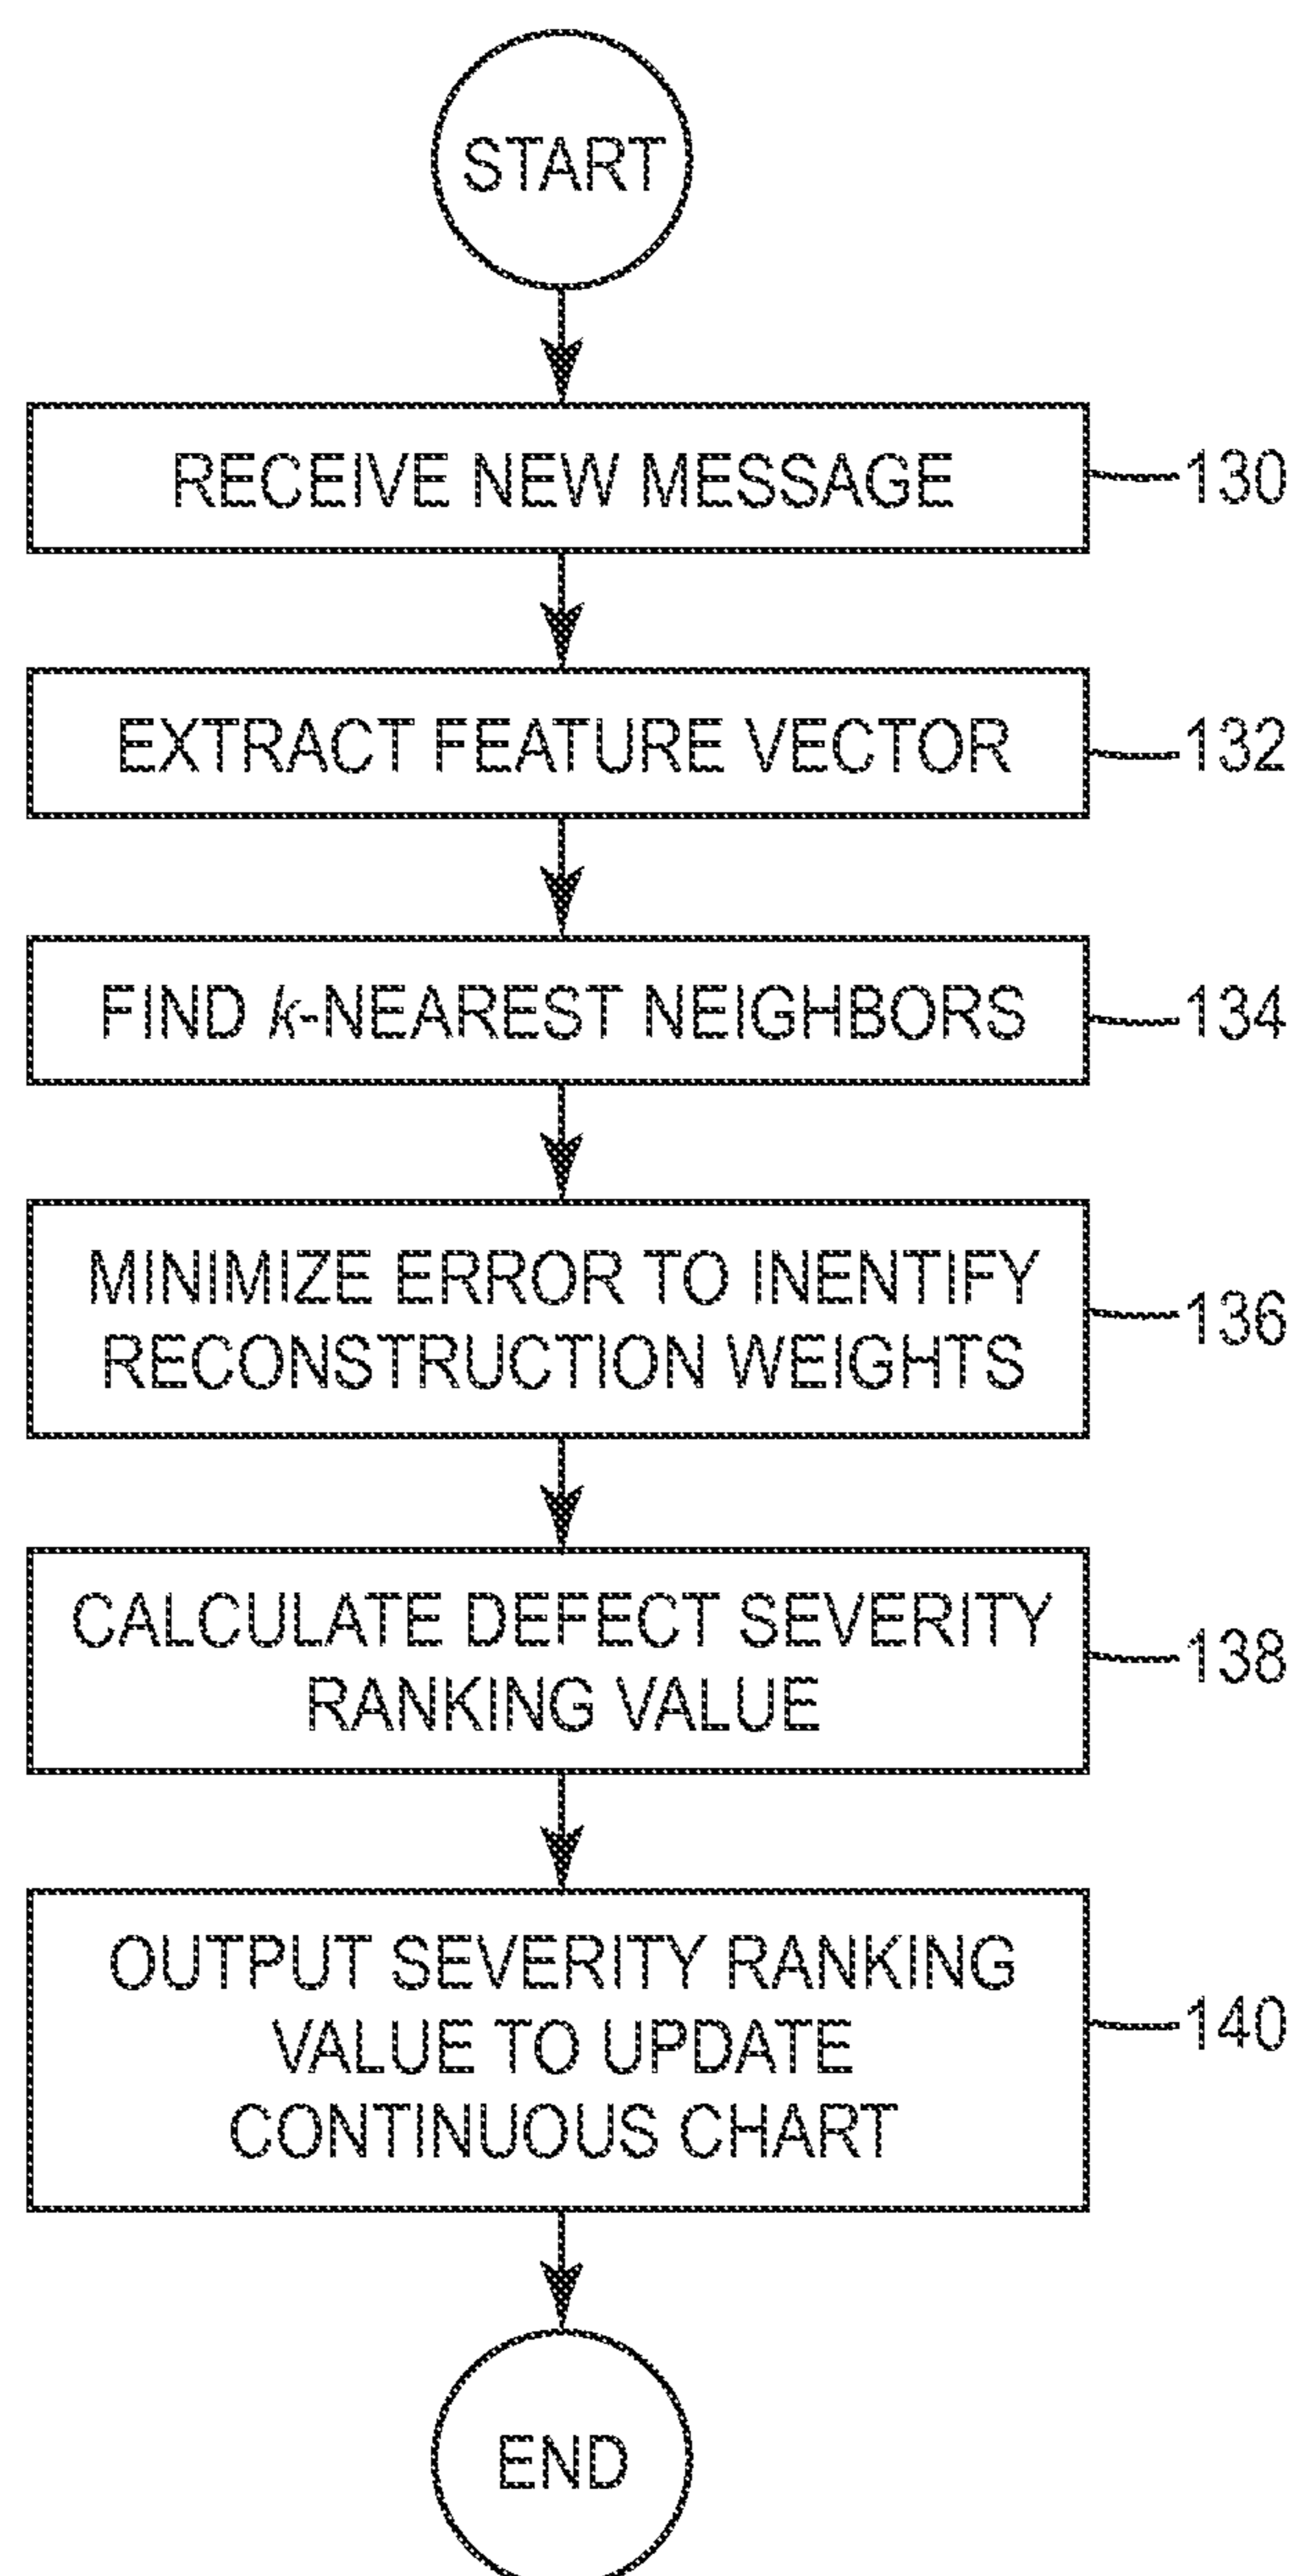 START
RECEIVE NEW MESSAGE
130
EXTRACT FEATURE VECTOR
132
FIND k-NEAREST NEIGHBORS
134
MINIMIZE ERROR TO INENTIFY
RECONSTRUCTION WEIGHTS
136
CALCULATE DEFECT SEVERITY
RANKING VALUE
138
OUTPUT SEVERITY RANKING
VALUE TO UPDATE
CONTINUOUS CHART
140
END